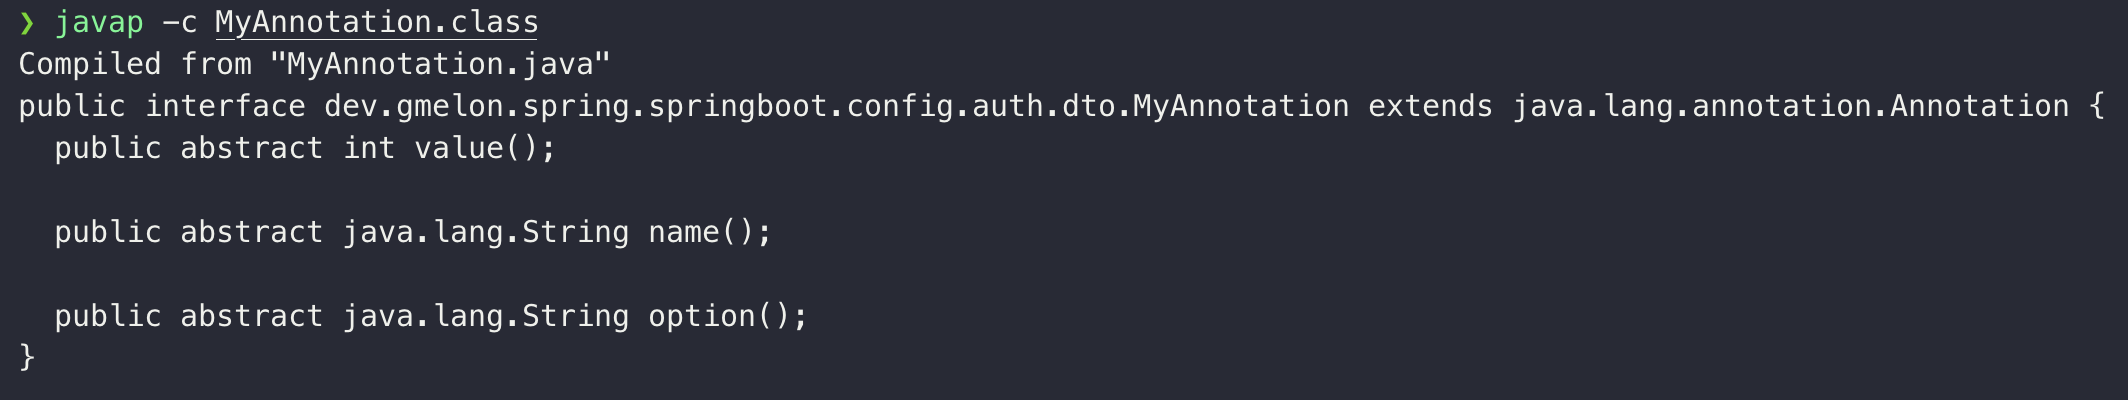 ❯ javap -c MyAnnotation.class
Compiled from "MyAnnotation.java"
public interface dev.gmelon.spring.springboot.config.auth.dto.MyAnnotation extends java.lang.annotation.Annotation {
  public abstract int value();

  public abstract java.lang.String name();

  public abstract java.lang.String option();
}